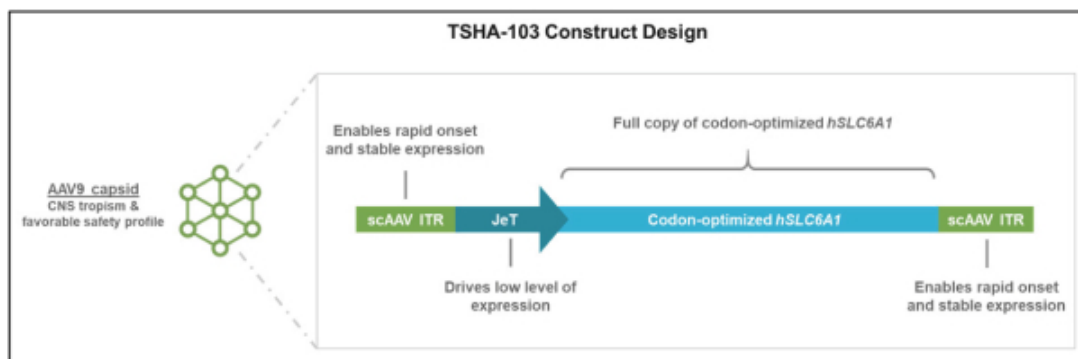 TSHA-103 Construct Design
Enables rapid onset
and stable expression
Full copy of codon-optimized hSLC6A1
AAV9 capsid
CNS tropism &
favorable safety profile
scAAV ITR
JeT
Codon-optimized hSLC6A1
scAAV ITR
Drives low level of
expression
Enables rapid onset
and stable expression